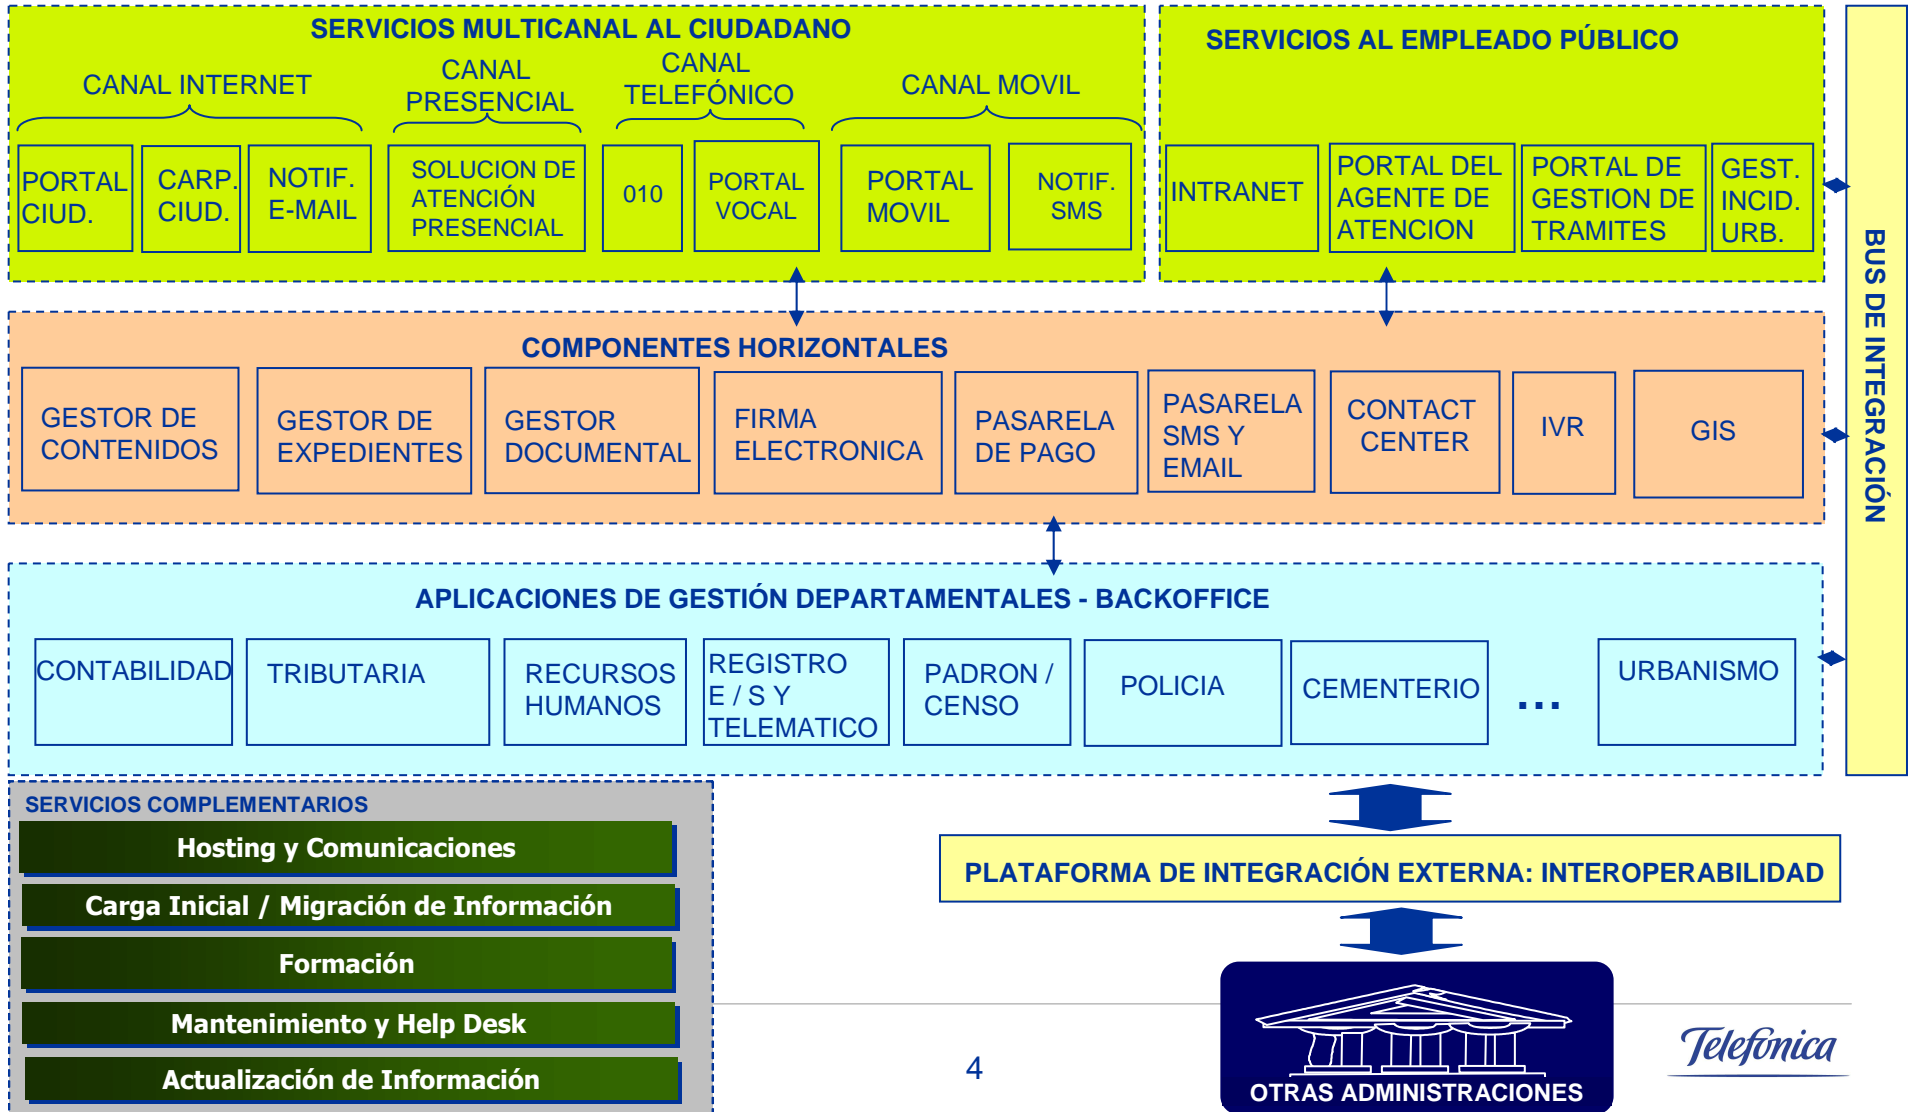 SERVICIOS MULTICANAL AL CIUDADANO
CANAL INTERNET
CANAL
PRESENCIAL
CANAL
TELEFÓNICO
CANAL MOVIL
PORTAL
CIUD.
CARP.
CIUD.
NOTIF.
E-MAIL
SOLUCION DE
ATENCIÓN
PRESENCIAL
010
PORTAL
VOCAL
PORTAL
MOVIL
NOTIF.
SMS
SERVICIOS AL EMPLEADO PÚBLICO
INTRANET
PORTAL DEL
AGENTE DE
ATENCION
PORTAL DE
GESTION DE
TRAMITES
GEST.
INCID.
URB.
BUS DE INTEGRACIÓN
COMPONENTES HORIZONTALES
GESTOR DE
CONTENIDOS
GESTOR DE
EXPEDIENTES
GESTOR
DOCUMENTAL
FIRMA
ELECTRONICA
PASARELA
DE PAGO
PASARELA
SMS Y
EMAIL
CONTACT
CENTER
IVR
GIS
APLICACIONES DE GESTIÓN DEPARTAMENTALES - BACKOFFICE
CONTABILIDAD
TRIBUTARIA
RECURSOS
HUMANOS
REGISTRO
E / S Y
TELEMATICO
PADRON /
CENSO
POLICIA
CEMENTERIO
...
URBANISMO
SERVICIOS COMPLEMENTARIOS
Hosting y Comunicaciones
Carga Inicial / Migración de Información
Formación
Mantenimiento y Help Desk
Actualización de Información
PLATAFORMA DE INTEGRACIÓN EXTERNA: INTEROPERABILIDAD
OTRAS ADMINISTRACIONES
4
Telefónica